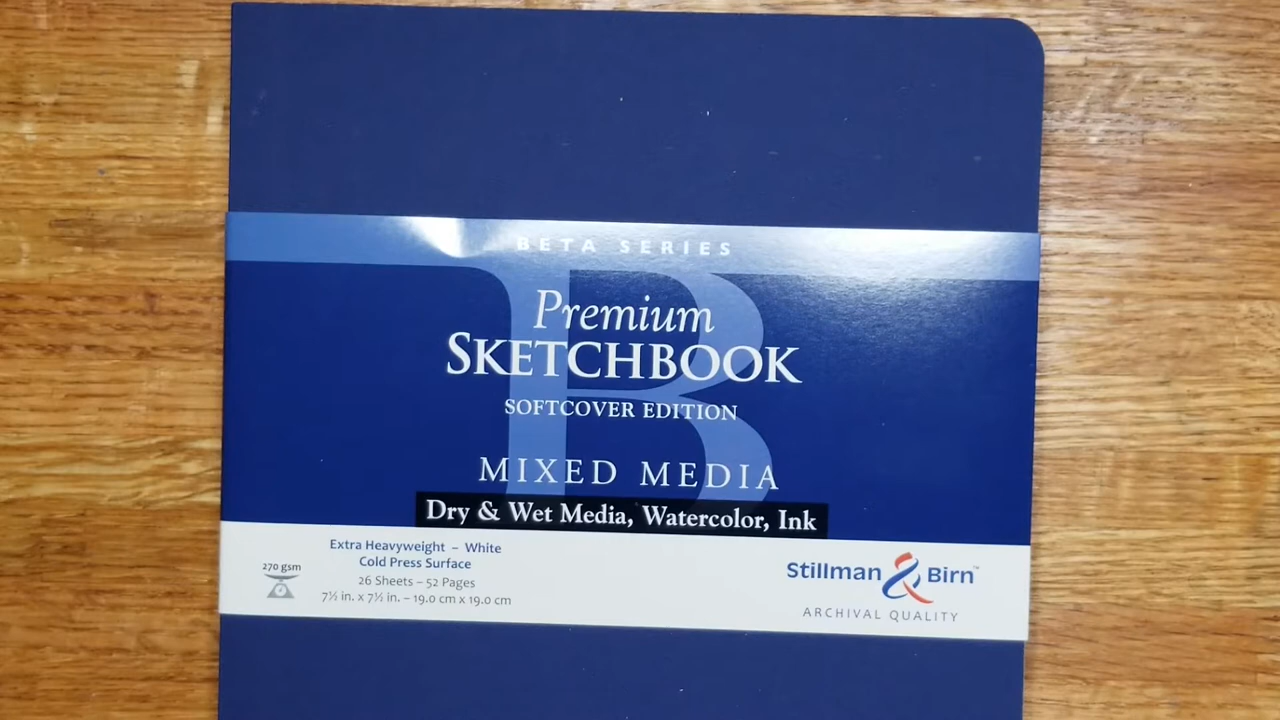 BETA SERIES
Premium
SKETCHBOOK
SOFTCOVER EDITION
MIXED MEDIA
Dry & Wet Media, Watercolor, Ink
270 gsm
Extra Heavyweight – White
Cold Press Surface
26 Sheets – 52 Pages
7½ in. x 7½ in. – 19.0 cm x 19.0 cm
Stillman & Birn™
ARCHIVAL QUALITY